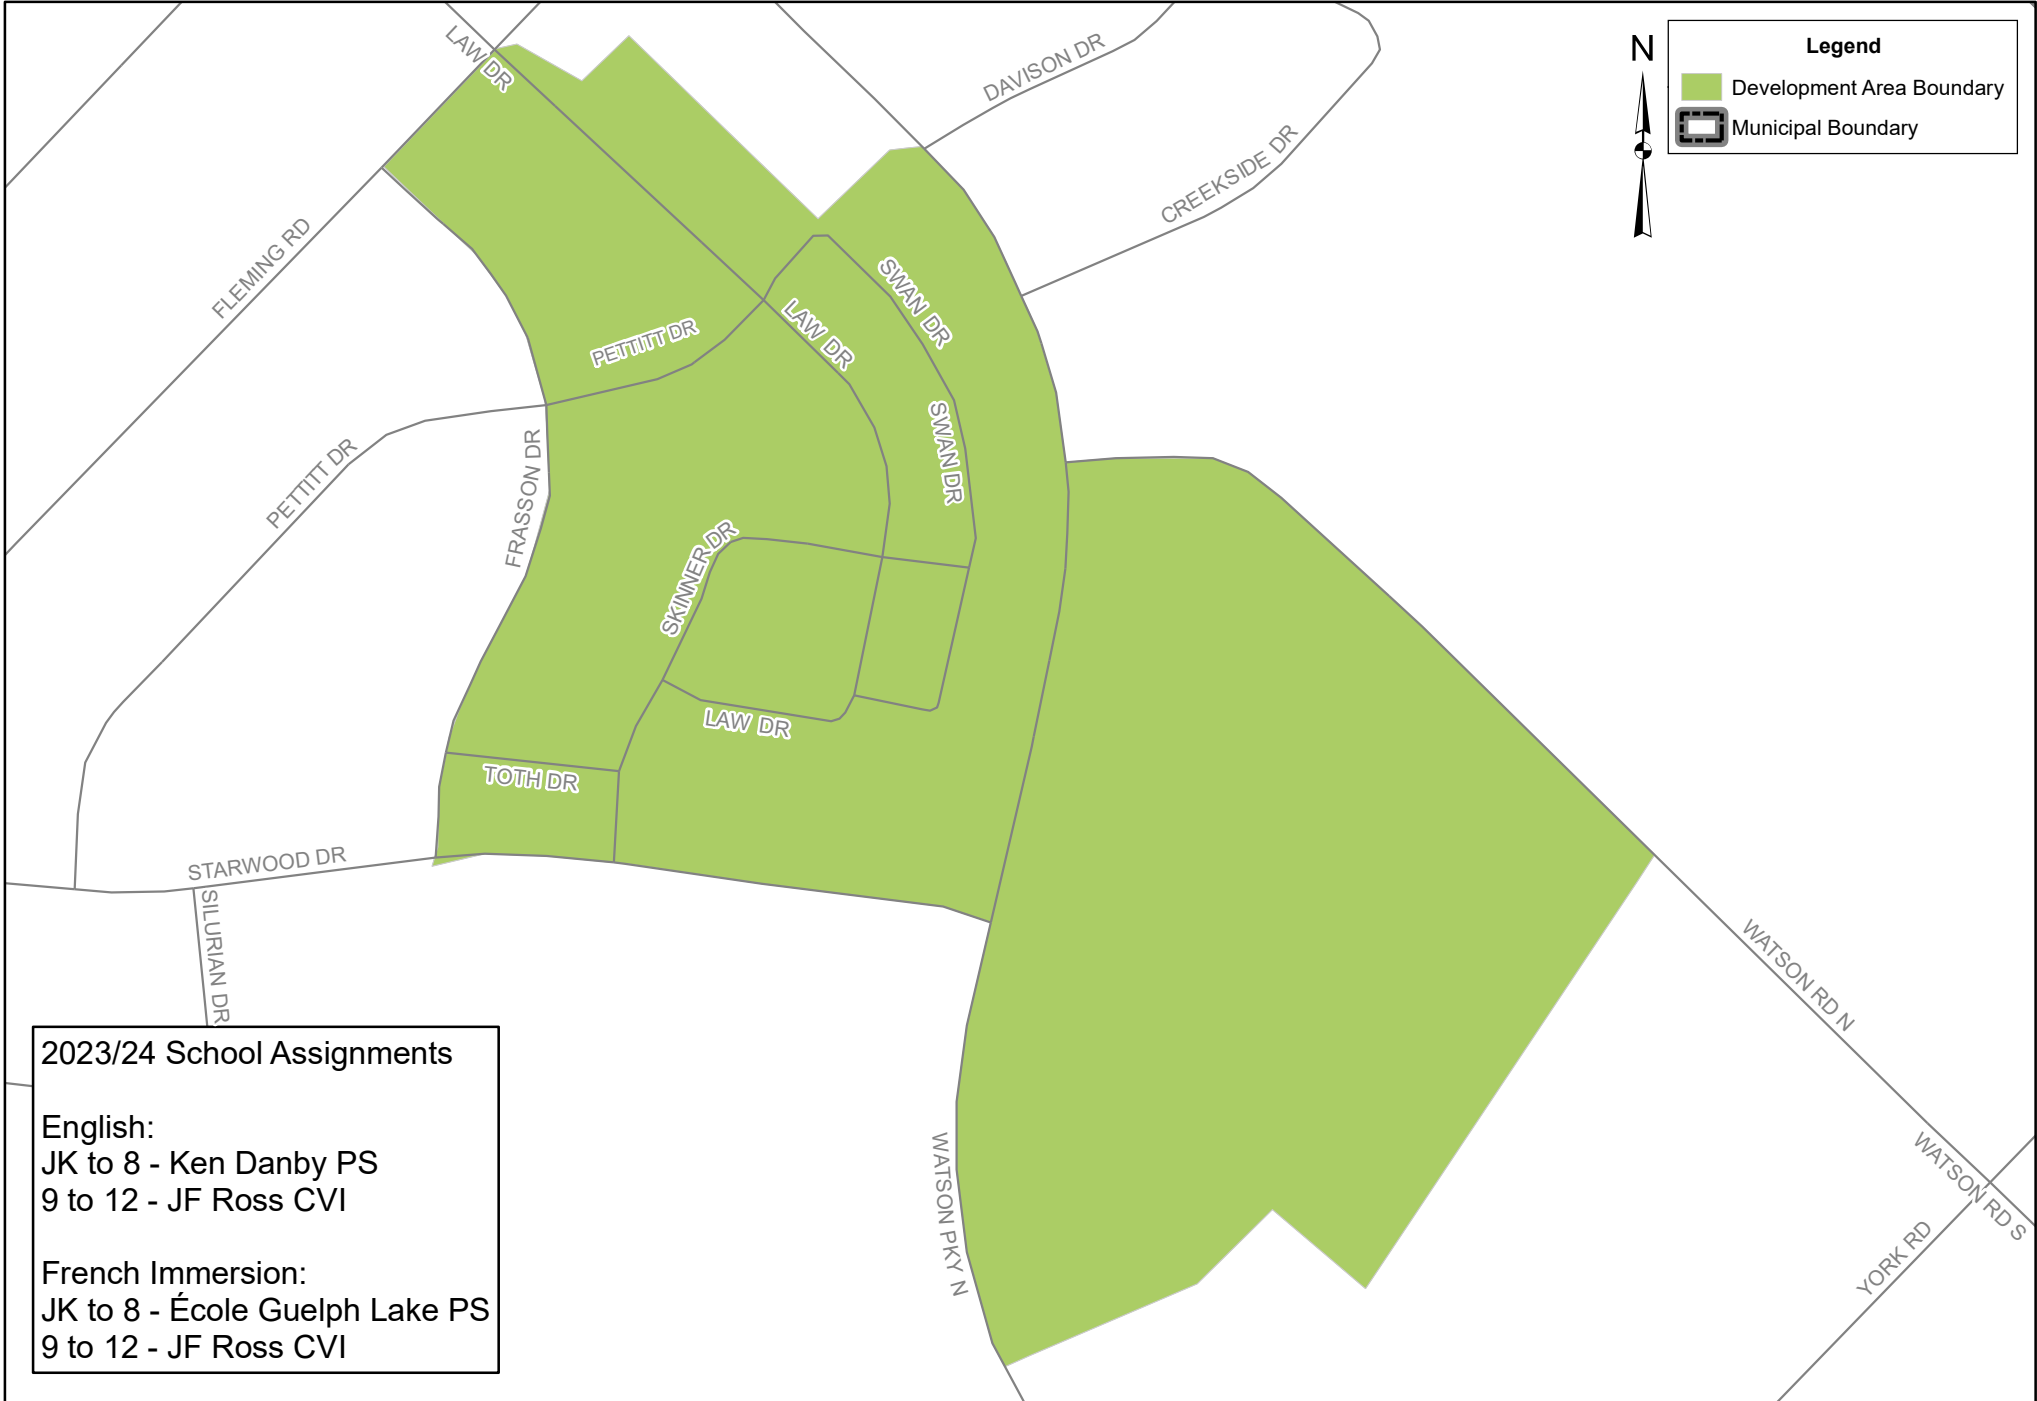 LAW DR
DAVISON DR
N
Legend
Development Area Boundary
Municipal Boundary
CREEKSIDE DR
FLEMING RD
SWAN DR
LAW DR
PETTITT DR
SWAN DR
PETTITT DR
FRASSON DR
SKINNER DR
LAW DR
TOTH DR
STARWOOD DR
SILURIAN DR
WATSON RD N
WATSON PKY N
WATSON RD S
YORK RD
2023/24 School Assignments
English:
JK to 8 - Ken Danby PS
9 to 12 - JF Ross CVI
French Immersion:
JK to 8 - École Guelph Lake PS
9 to 12 - JF Ross CVI